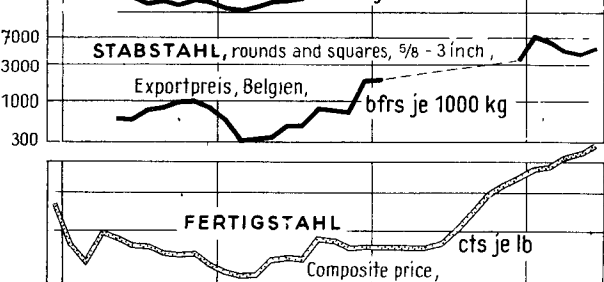 7000
STABSTAHL, rounds and squares, 5/8 - 3 inch,
3000
Exportpreis, Belgien,
1000
bfrs je 1000 kg
300
FERTIGSTAHL
cts je lb
Composite price,